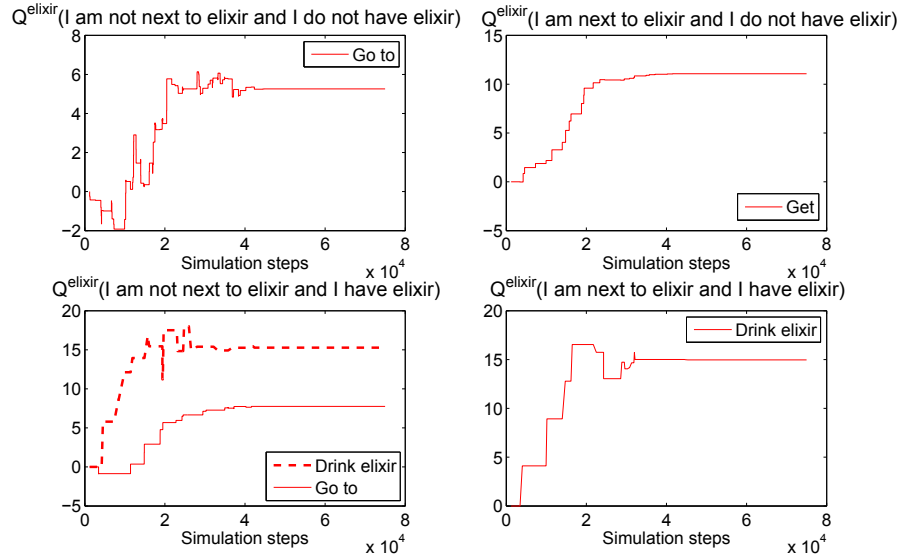 Q^elixir(I am not next to elixir and I do not have elixir)
8
6
4
2
0
−2
Go to
0 2 4 6 8
Simulation steps
x 10^4
Q^elixir(I am next to elixir and I do not have elixir)
15
10
5
0
−5
Get
0 2 4 6 8
Simulation steps
x 10^4
Q^elixir(I am not next to elixir and I have elixir)
20
15
10
5
0
−5
Drink elixir
Go to
0 2 4 6 8
Simulation steps
x 10^4
Q^elixir(I am next to elixir and I have elixir)
20
15
10
5
0
Drink elixir
0 2 4 6 8
Simulation steps
x 10^4